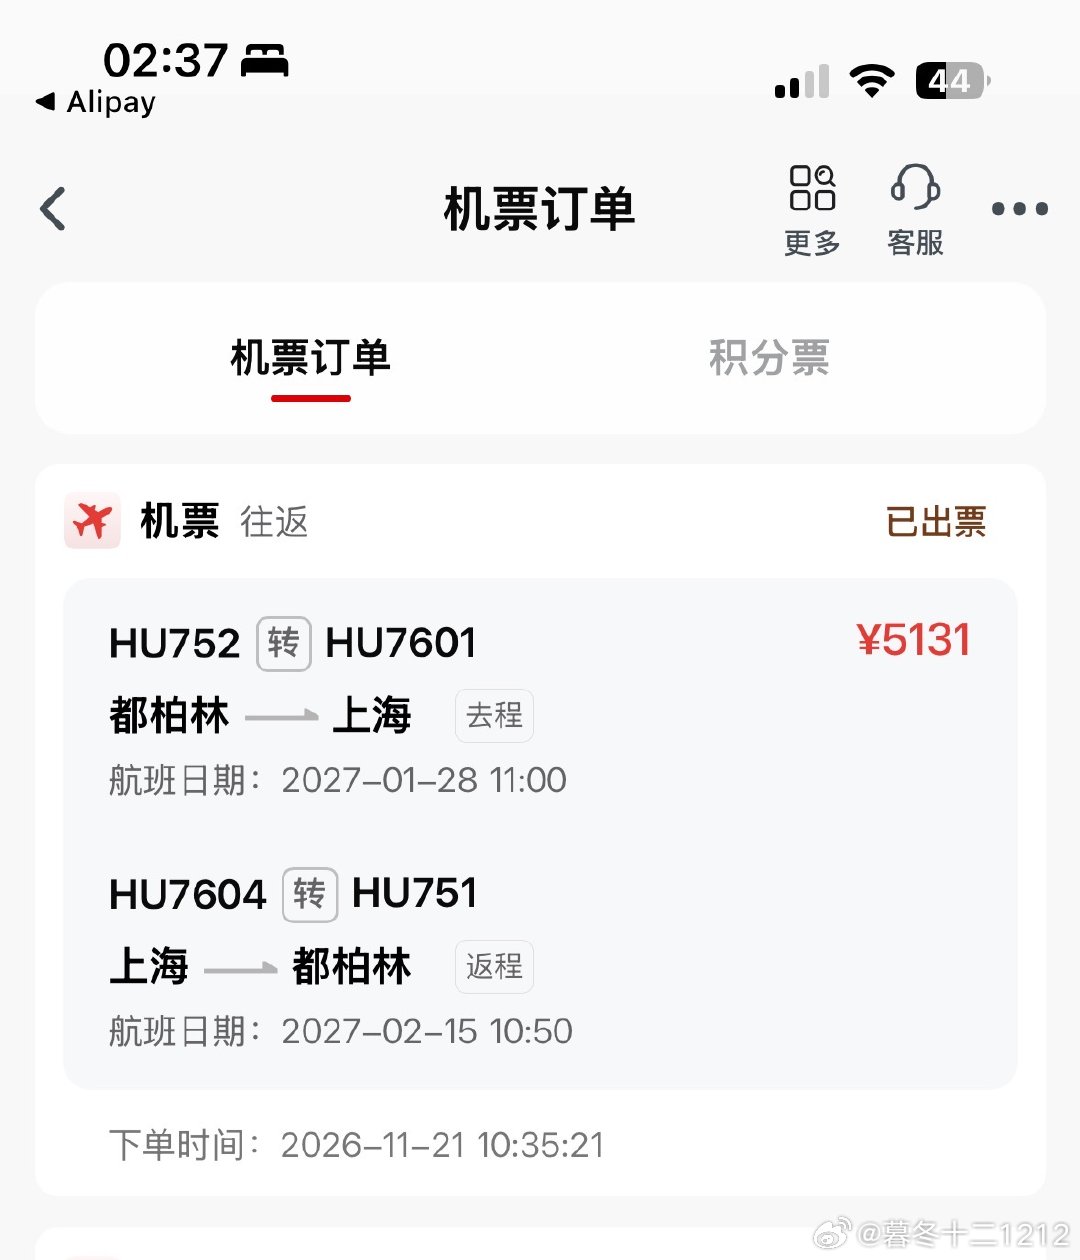 02:37
44
◀ Alipay
机票订单
更多
客服
机票订单
积分票
机票 往返
已出票
HU752 转 HU7601
¥5131
都柏林 上海 去程
航班日期：2027-01-28 11:00
HU7604 转 HU751
上海 都柏林 返程
航班日期：2027-02-15 10:50
下单时间：2026-11-21 10:35:21
@暮冬十二1212